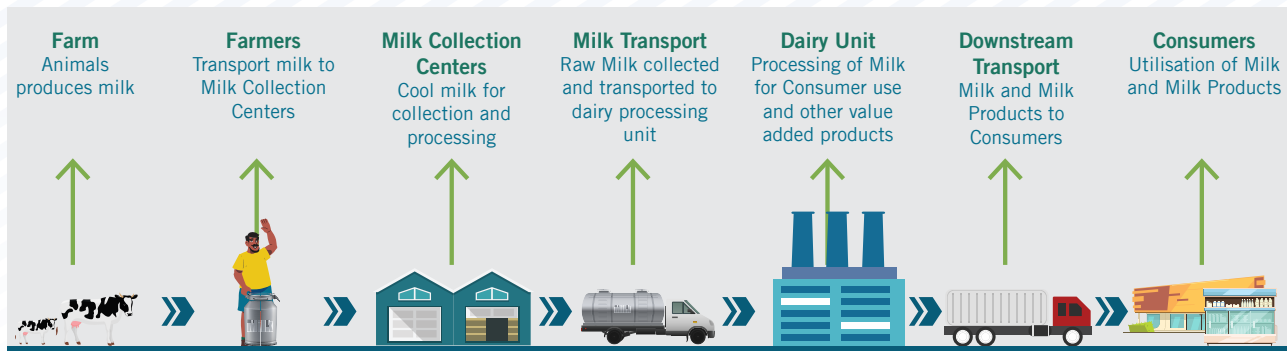 Farm
Animals
produces milk
Farmers
Transport milk to
Milk Collection
Centers
Milk Collection
Centers
Cool milk for
collection and
processing
Milk Transport
Raw Milk collected
and transported to
dairy processing
unit
Dairy Unit
Processing of Milk
for Consumer use
and other value
added products
Downstream
Transport
Milk and Milk
Products to
Consumers
Consumers
Utilisation of Milk
and Milk Products